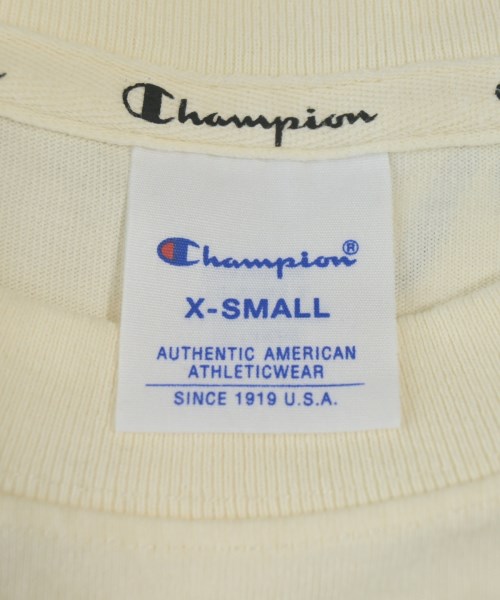 Champion
Champion®
X-SMALL
AUTHENTIC AMERICAN
ATHLETICWEAR
SINCE 1919 U.S.A.